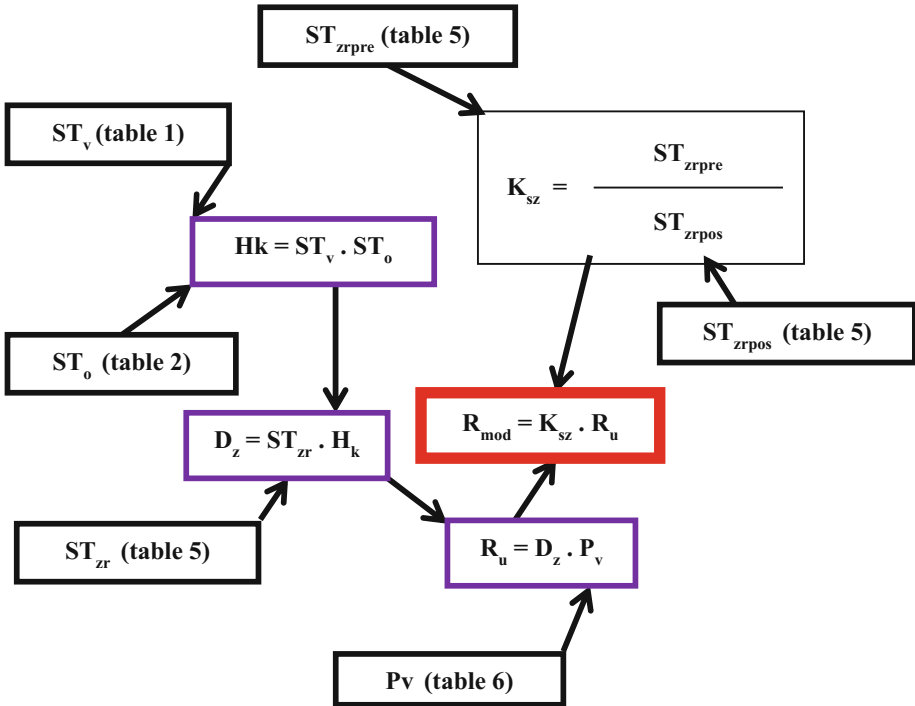 ST_zrpre (table 5)
ST_v (table 1)
K_sz = ST_zrpre
ST_zrpos
Hk = ST_v . ST_o
ST_zrpos (table 5)
ST_o (table 2)
R_mod = K_sz . R_u
D_z = ST_zr . H_k
ST_zr (table 5)
R_u = D_z . P_v
Pv (table 6)